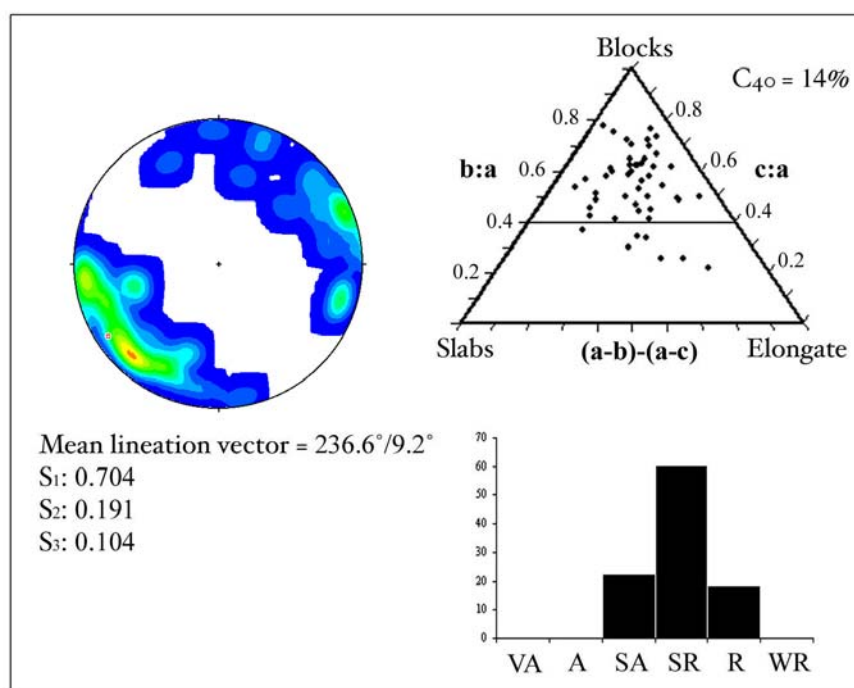 Blocks
C40 = 14%
0.8 0.8
b:a 0.6 0.6 c:a
0.4 0.4
0.2 0.2
Slabs (a-b)-(a-c) Elongate
Mean lineation vector = 236.6°/9.2°
S1: 0.704
S2: 0.191
S3: 0.104
70
60
50
40
30
20
10
0
VA A SA SR R WR